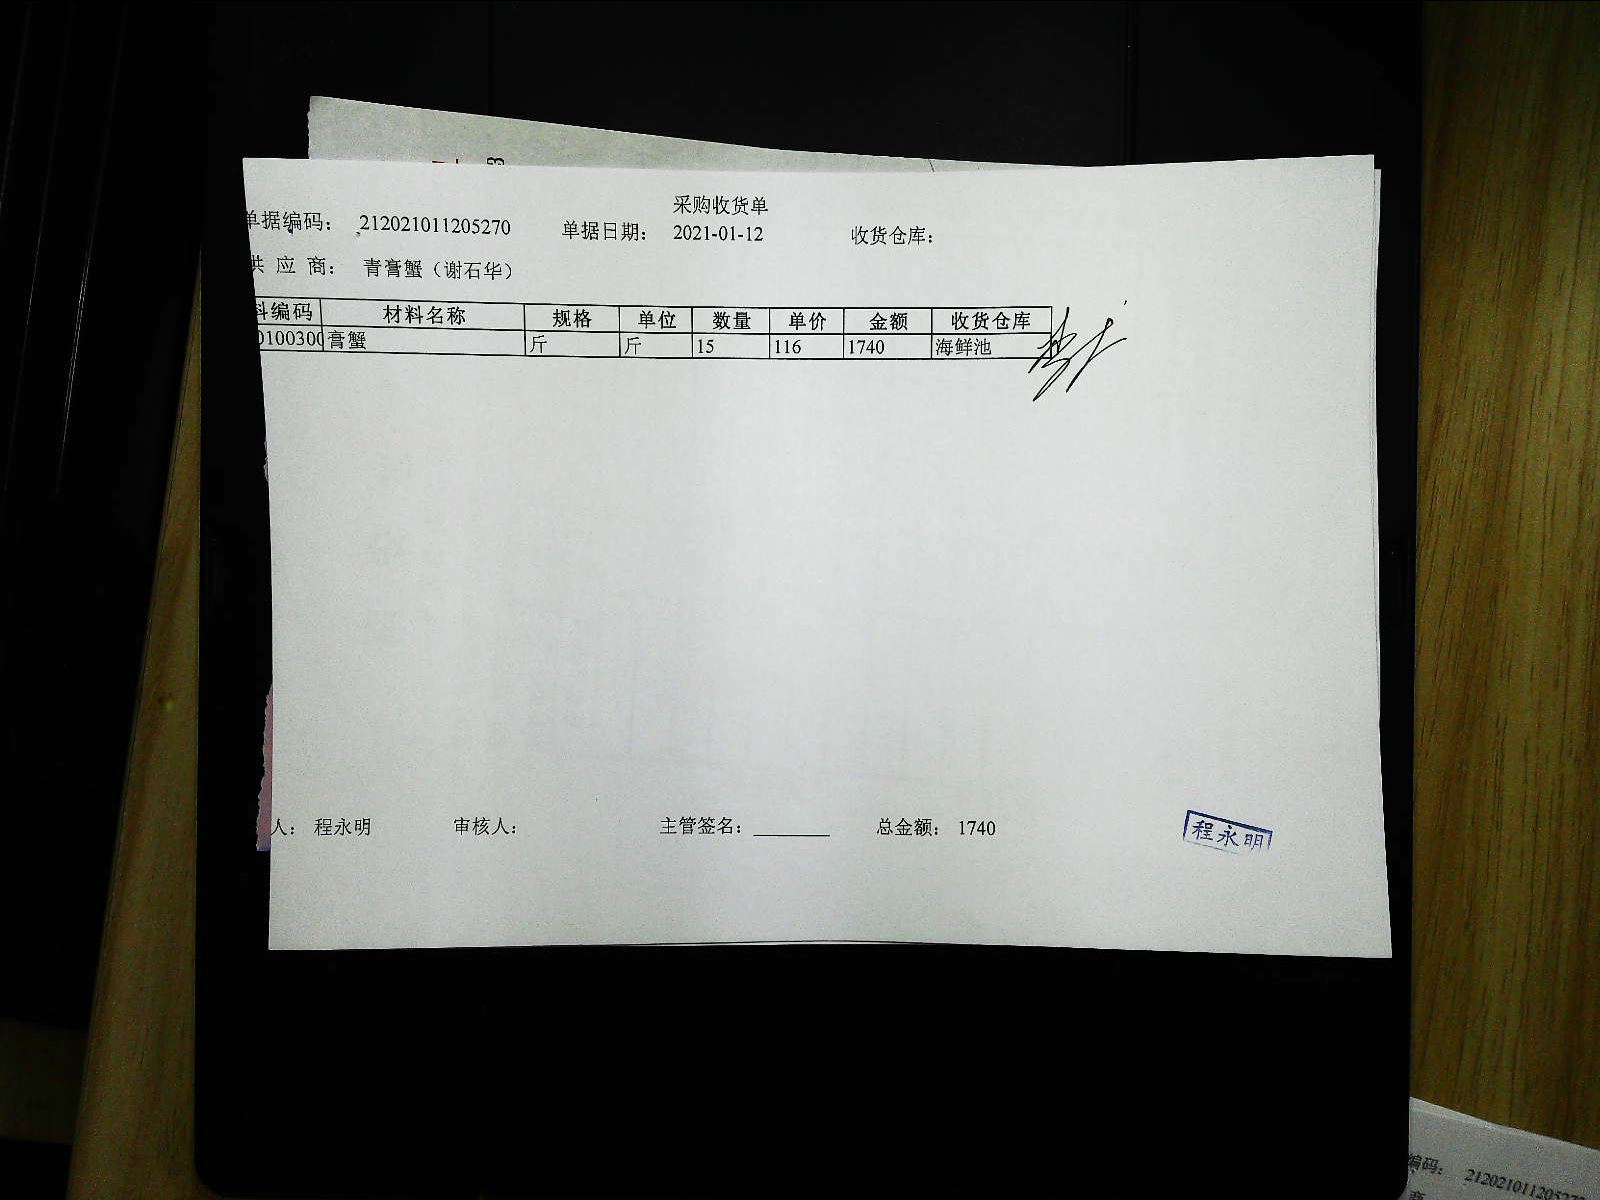 采购收货单
单据编码： 212021011205270 单据日期： 2021-01-12 收货仓库：
供 应 商： 青膏蟹（谢石华）
料编码 材料名称 规格 单位 数量 单价 金额 收货仓库
0100300 膏蟹 斤 斤 15 116 1740 海鲜池
人： 程永明 审核人： 主管签名： ________ 总金额： 1740
程永明
编码：